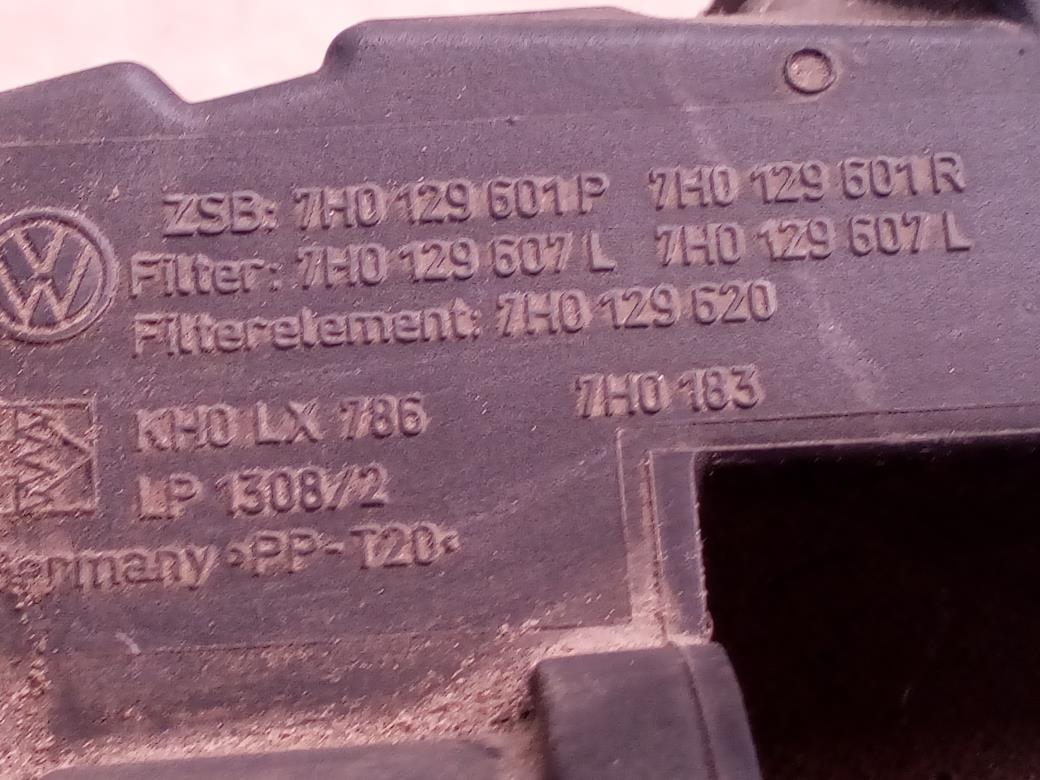 ZSB: 7H0 129 601 P 7H0 129 601 R
Filter: 7H0 129 607 L 7H0 129 607 L
Filterelement: 7H0 129 620
KH0 LX 786 7H0 183
LP 1308/2
Germany >PP-T20<